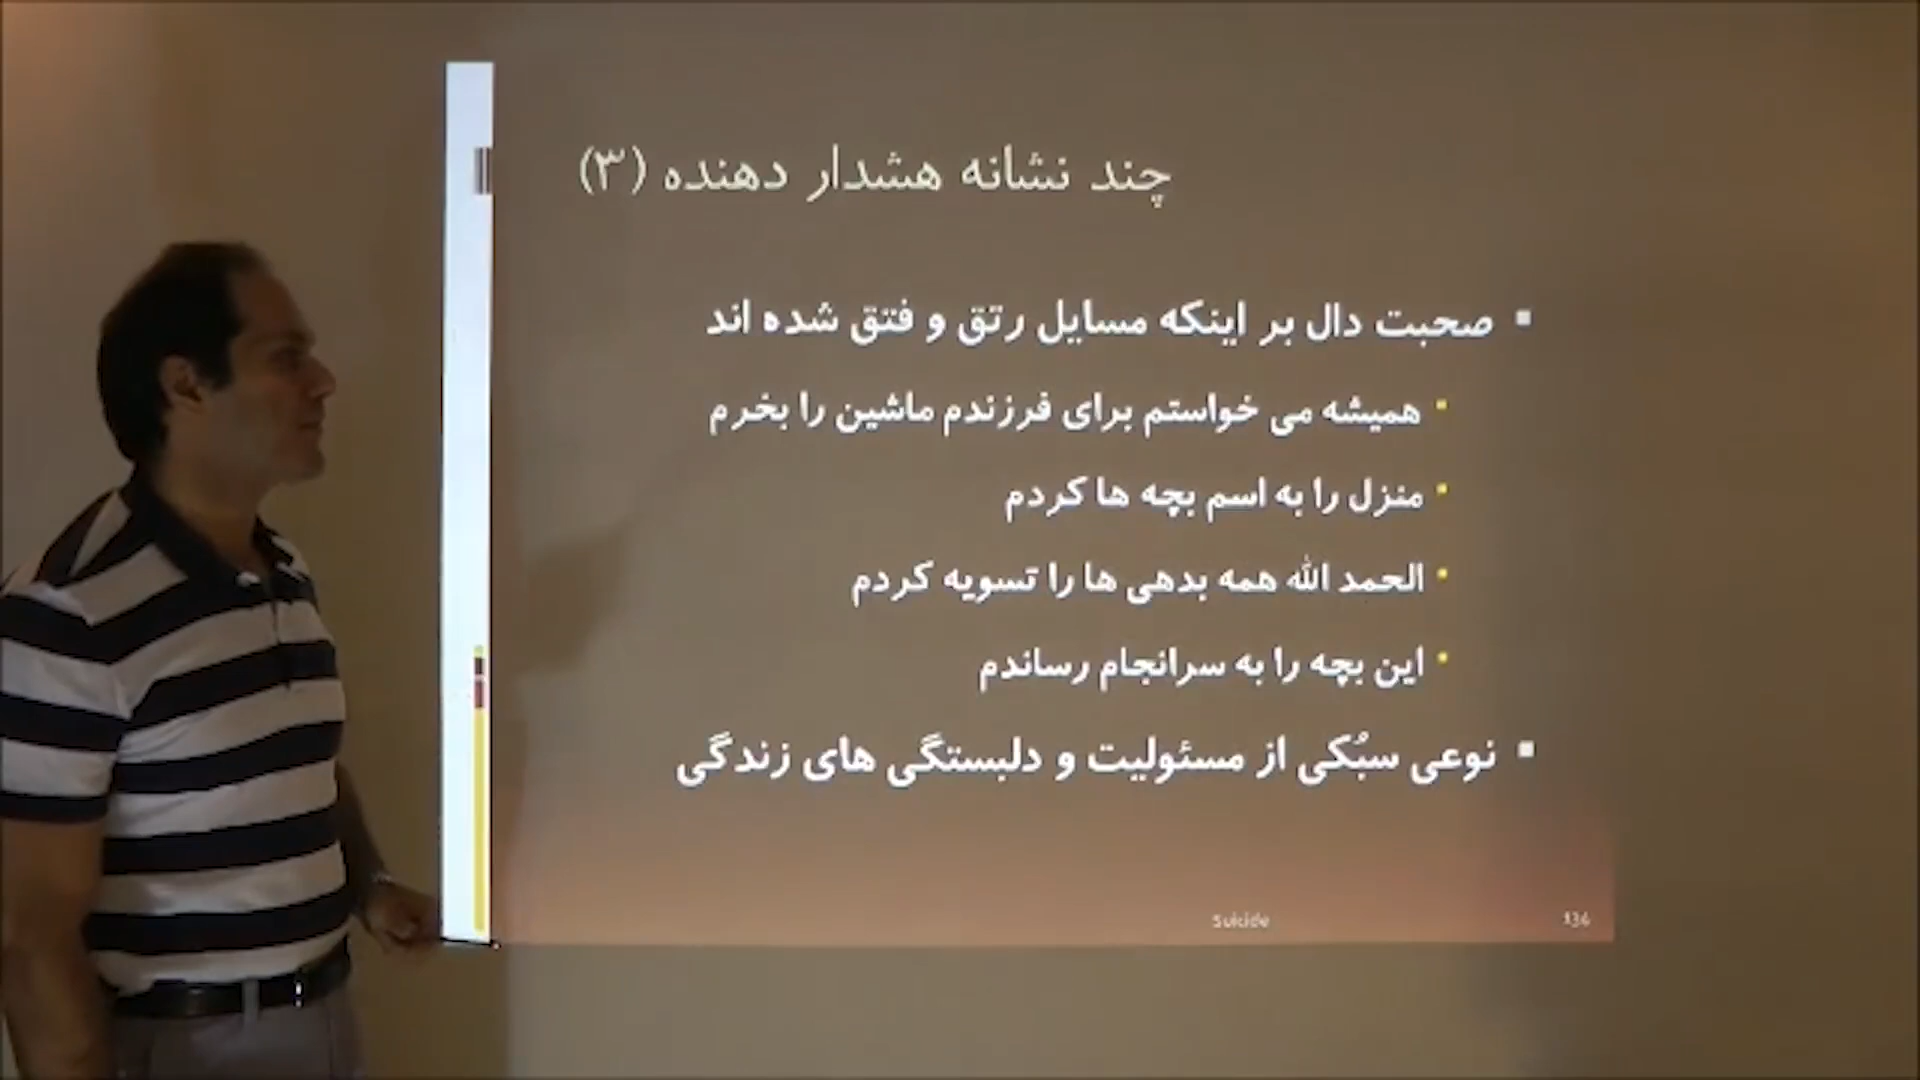 چند نشانه هشدار دهنده (۳)
صحبت دال بر اینکه مسایل رتق و فتق شده اند
همیشه می خواستم برای فرزندم ماشین را بخرم
منزل را به اسم بچه ها کردم
الحمد الله همه بدهی ها را تسویه کردم
این بچه را به سرانجام رساندم
نوعی سبُکی از مسئولیت و دلبستگی های زندگی
Suicide
136